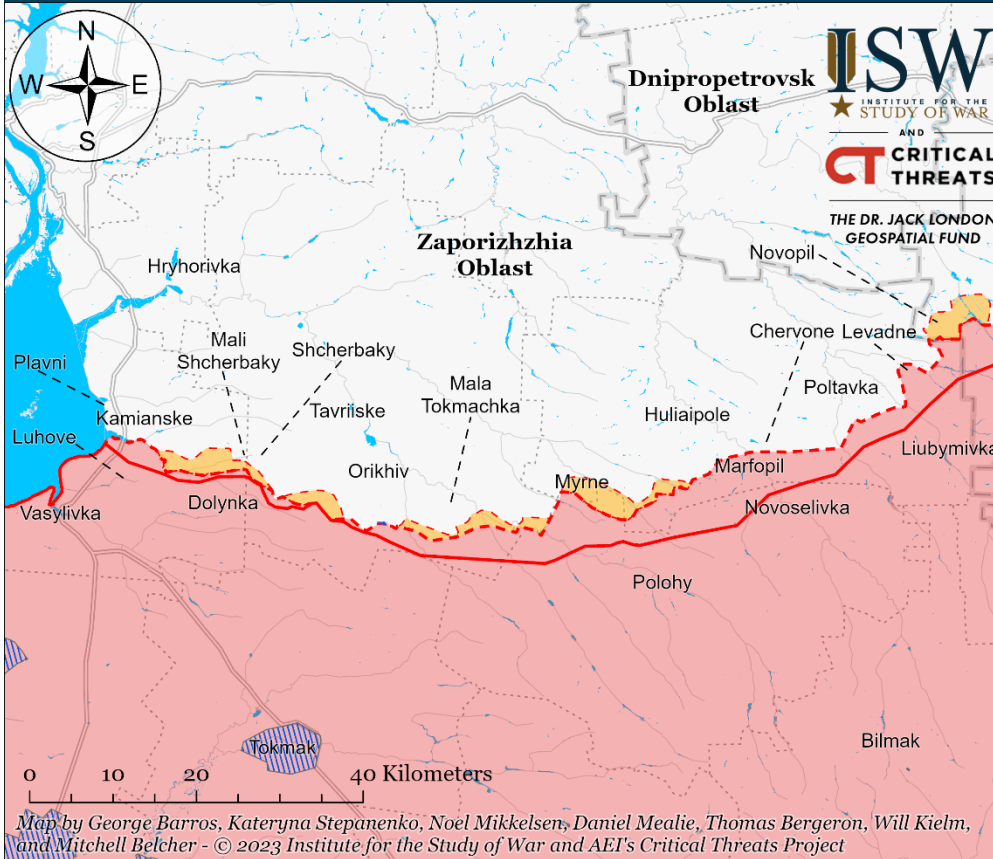 N
W
E
S
ISW
INSTITUTE FOR THE
STUDY OF WAR
AND
CT CRITICAL
THREATS
THE DR. JACK LONDON
GEOSPATIAL FUND
Dnipropetrovsk
Oblast
Zaporizhzhia
Oblast
Novopil
Hryhorivka
Mali
Shcherbaky
Shcherbaky
Chervone
Levadne
Plavni
Mala
Tokmachka
Poltavka
Kamianske
Tavriiske
Huliaipole
Luhove
Orikhiv
Liubymivka
Marfopil
Myrne
Vasylivka
Dolynka
Novoselivka
Polohy
Tokmak
Bilmak
0 10 20 40 Kilometers
Map by George Barros, Kateryna Stepanenko, Noel Mikkelsen, Daniel Mealie, Thomas Bergeron, Will Kielm,
and Mitchell Belcher - © 2023 Institute for the Study of War and AEI's Critical Threats Project